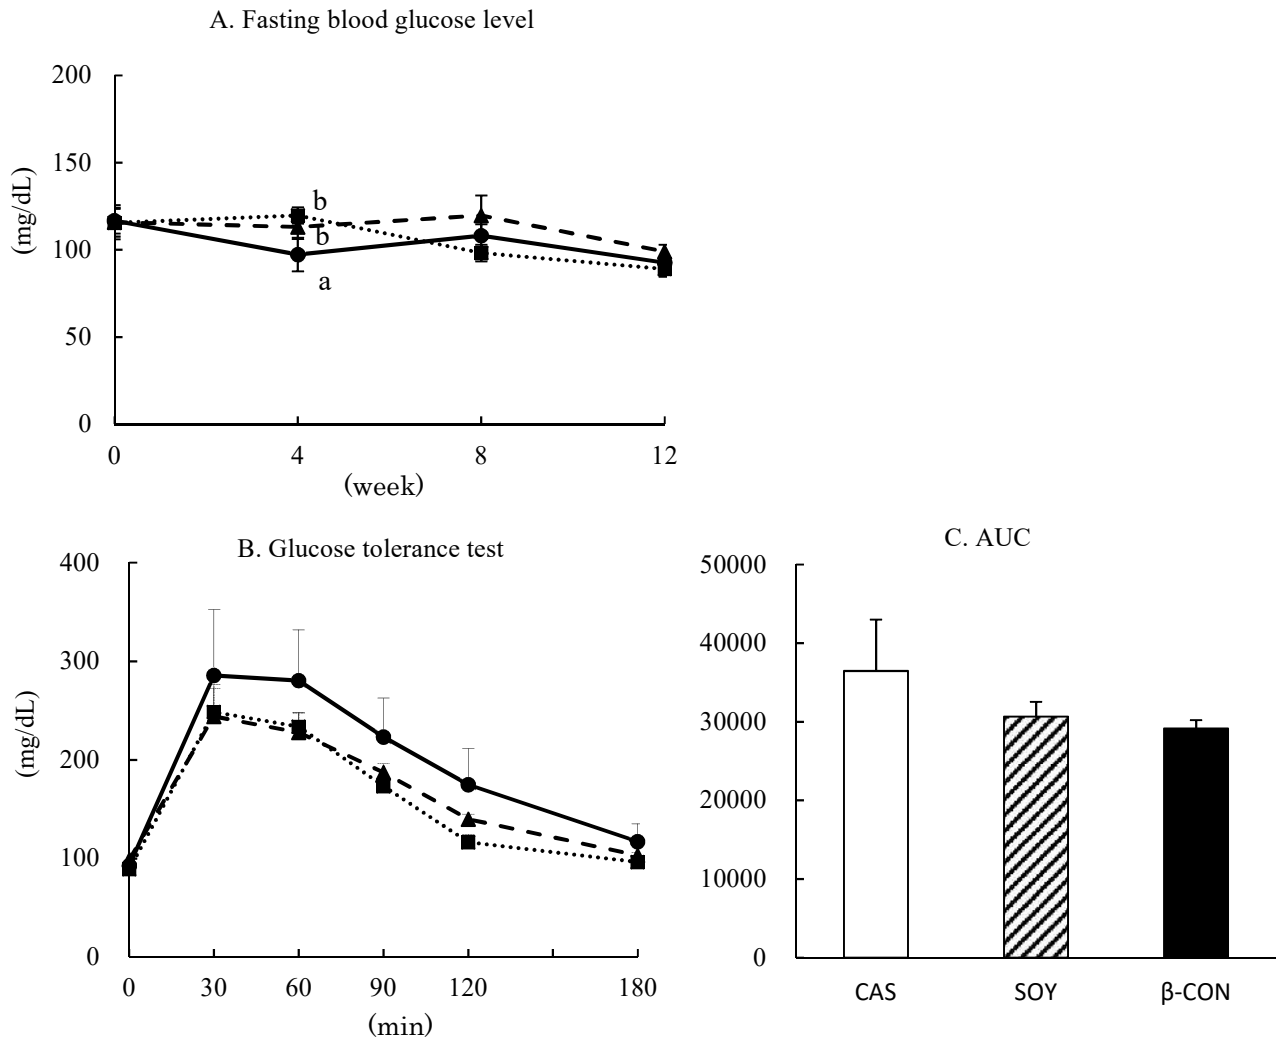 A. Fasting blood glucose level
200
150
100
50
0
(mg/dL)
b
b
a
0 4 8 12
(week)
B. Glucose tolerance test
400
300
200
100
0
(mg/dL)
0 30 60 90 120 180
(min)
C. AUC
50000
40000
30000
20000
10000
0
CAS SOY β-CON